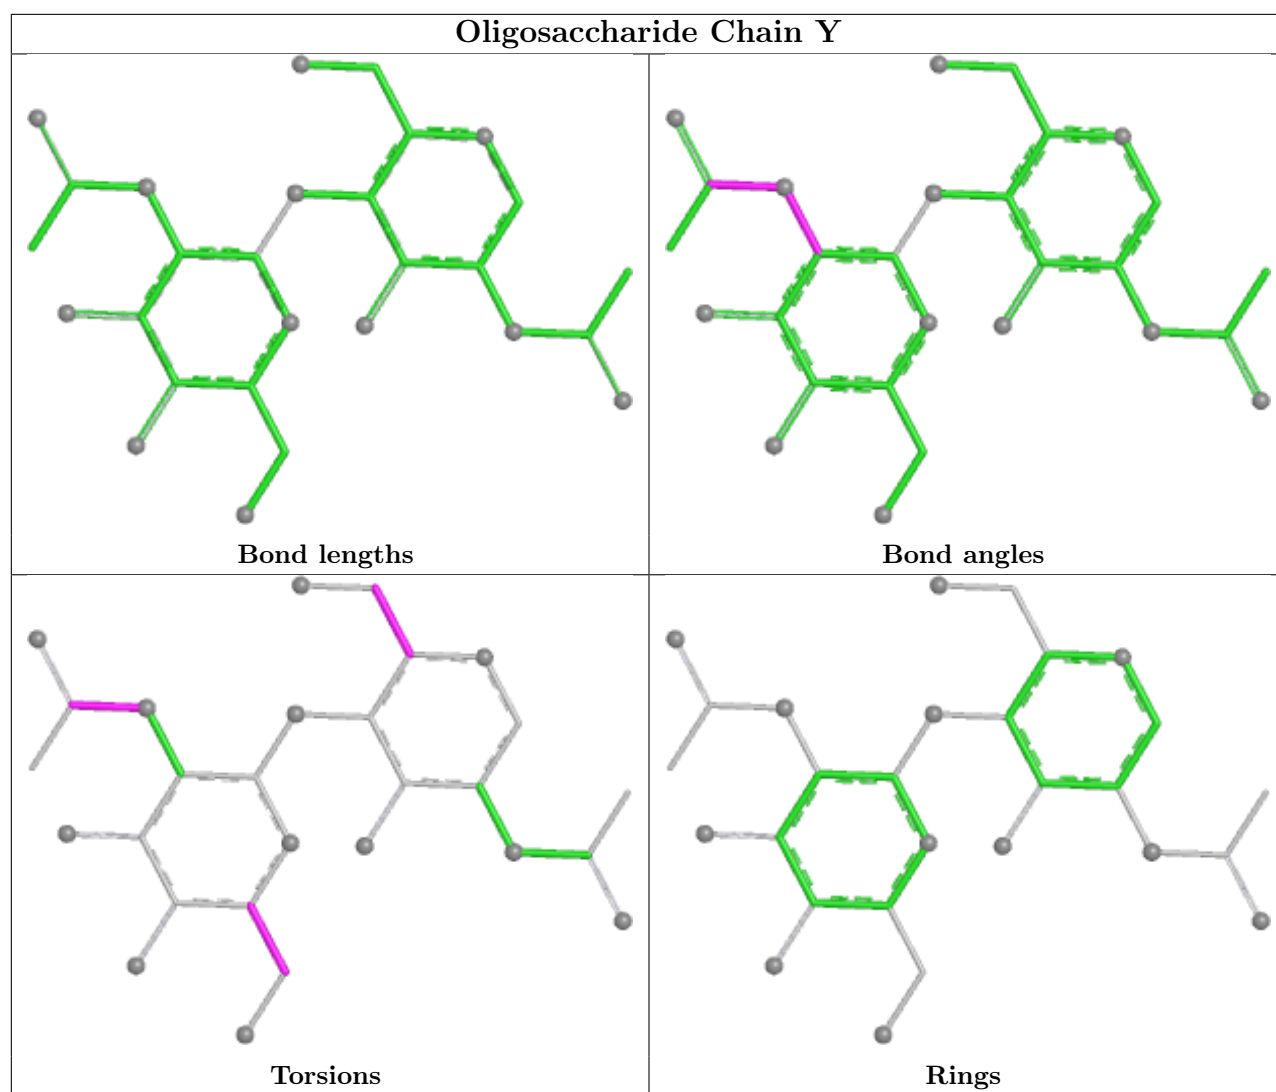 Oligosaccharide Chain Y
Bond lengths
Bond angles
Torsions
Rings